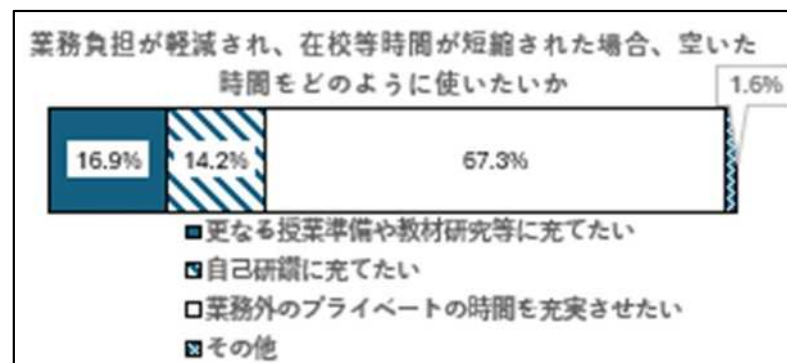 業務負担が軽減され、在校等時間が短縮された場合、空いた
時間をどのように使いたいか
1.6%
16.9% 14.2% 67.3%
更なる授業準備や教材研究等に充てたい
自己研鑽に充てたい
業務外のプライベートの時間を充実させたい
その他